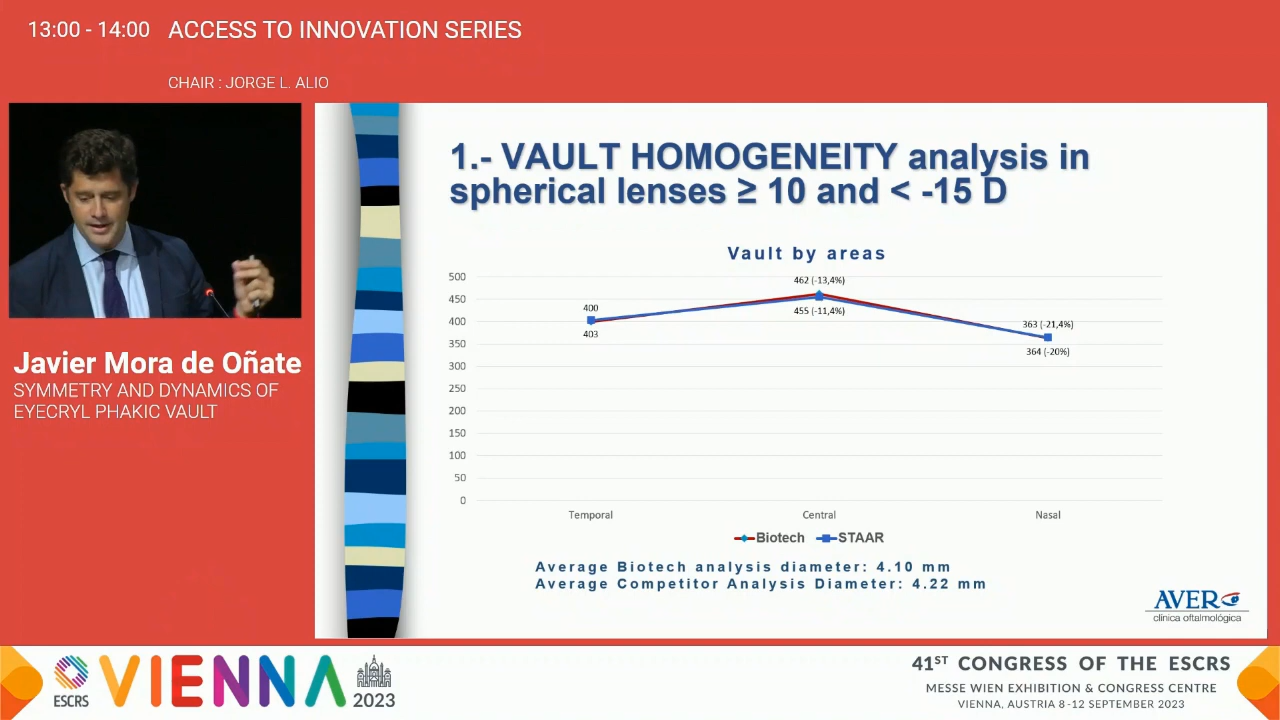 13:00 - 14:00 ACCESS TO INNOVATION SERIES
CHAIR : JORGE L. ALIO
Javier Mora de Oñate
SYMMETRY AND DYNAMICS OF
EYECRYL PHAKIC VAULT
1.- VAULT HOMOGENEITY analysis in
spherical lenses ≥ 10 and < -15 D
Vault by areas
500
450
400
350
300
250
200
150
100
50
0
400
403
462 (-13,4%)
455 (-11,4%)
363 (-21,4%)
364 (-20%)
Temporal Central Nasal
Biotech STAAR
Average Biotech analysis diameter: 4.10 mm
Average Competitor Analysis Diameter: 4.22 mm
AVER
clínica oftalmológica
ESCRS
VIENNA
2023
41ST CONGRESS OF THE ESCRS
MESSE WIEN EXHIBITION & CONGRESS CENTRE
VIENNA, AUSTRIA 8 -12 SEPTEMBER 2023